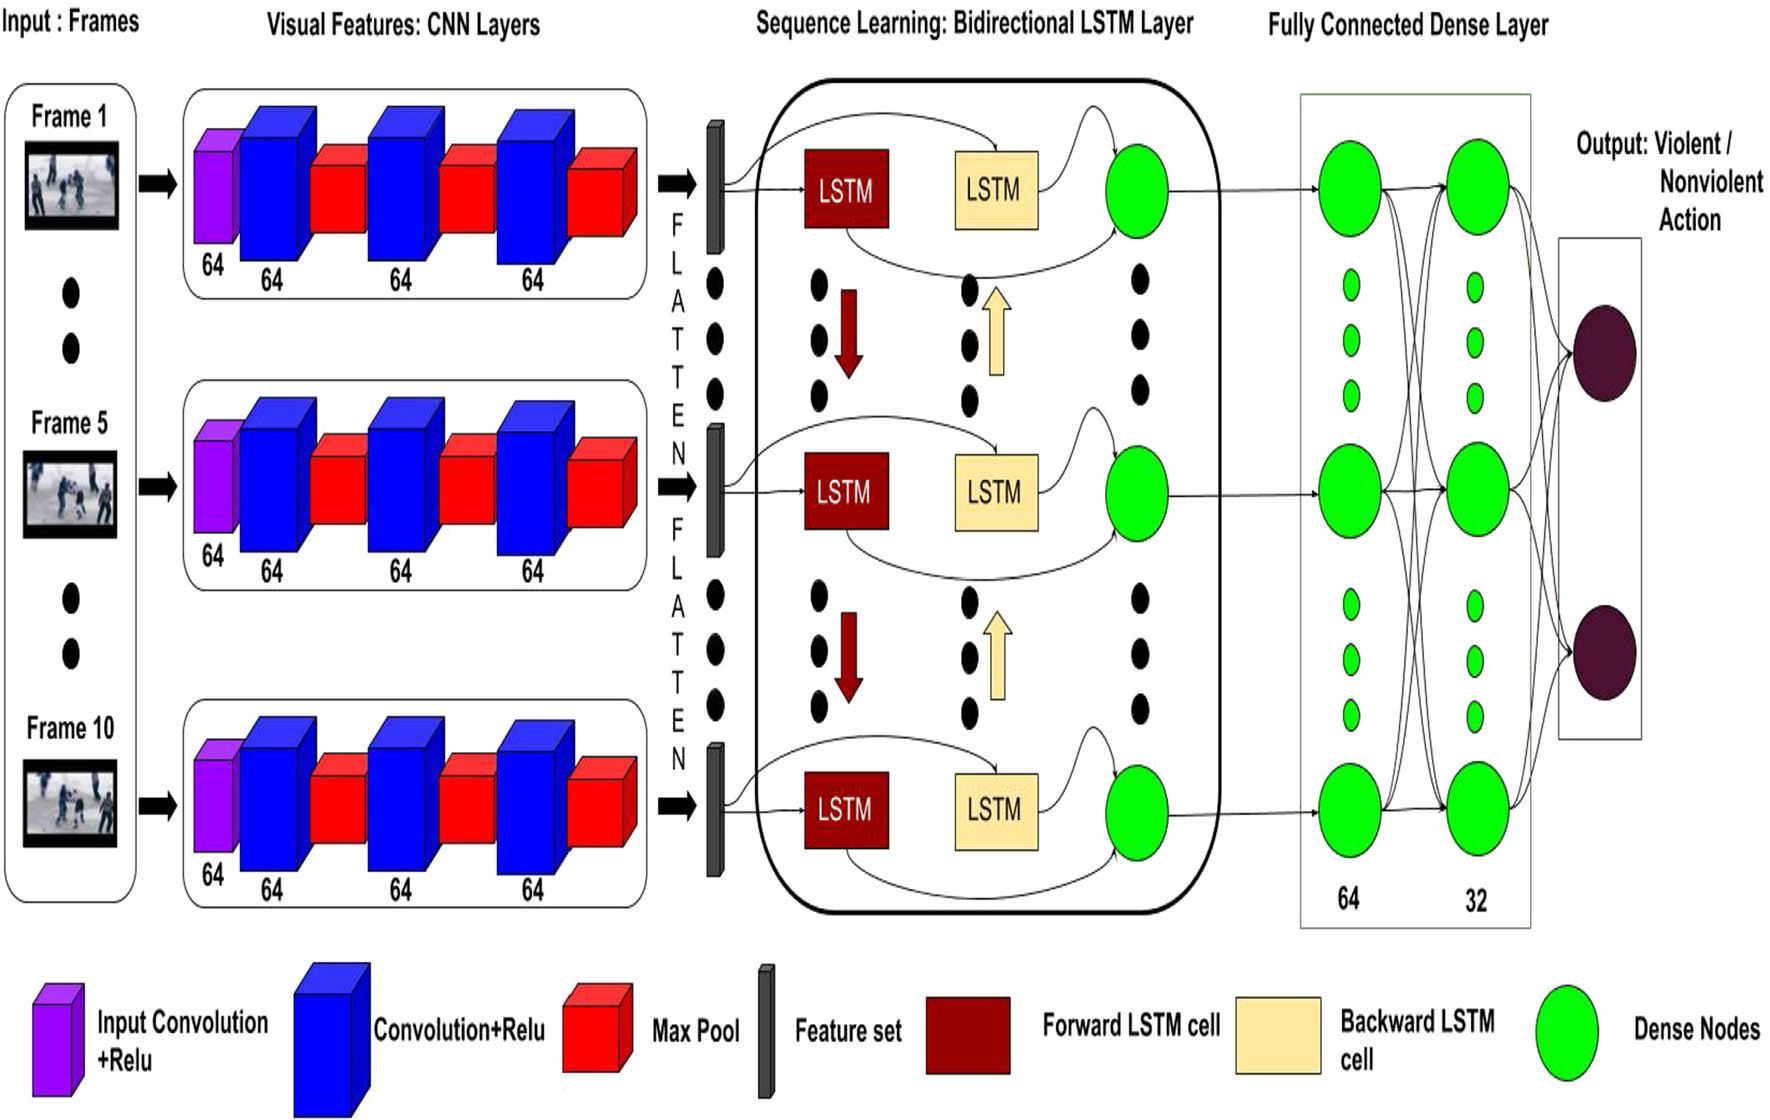 Input : Frames
Visual Features: CNN Layers
Sequence Learning: Bidirectional LSTM Layer
Fully Connected Dense Layer
Frame 1
64
64
64
64
Frame 5
64
64
64
64
Frame 10
64
64
64
64
FLATTEN
FLATTEN
LSTM
LSTM
LSTM
LSTM
LSTM
LSTM
64
32
Output: Violent /
Nonviolent
Action
Input Convolution
+Relu
Convolution+Relu
Max Pool
Feature set
Forward LSTM cell
Backward LSTM
cell
Dense Nodes